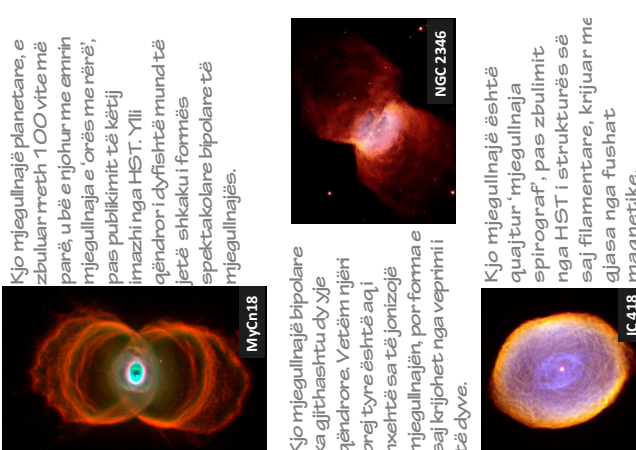 Kjo mjegullnajë planetare, e
zbuluar rreth 100 vite më
parë, u bë e njohur me emrin
mjegullnaja e ‘orës me rërë’,
pas publikimit të këtij
imazhi nga HST. Ylli
qëndror i dyfishtë mund të
jetë shkaku i formës
spektakolare bipolare të
mjegullnajës.
MyCn18
NGC 2346
Kjo mjegullnajë bipolare
ka gjithashtu dy yje
qëndrore. Vetëm njëri
prej tyre është aq i
nxehtë sa të jonizojë
mjegullnajën, por forma e
saj krijohet nga veprimi i
të dyve.
Kjo mjegullnajë është
quajtur ‘mjegullnaja
spirograf’, pas zbulimit
nga HST i strukturës së
saj filamentare, krijuar me
gjasa nga fushat
magnetike.
IC 418